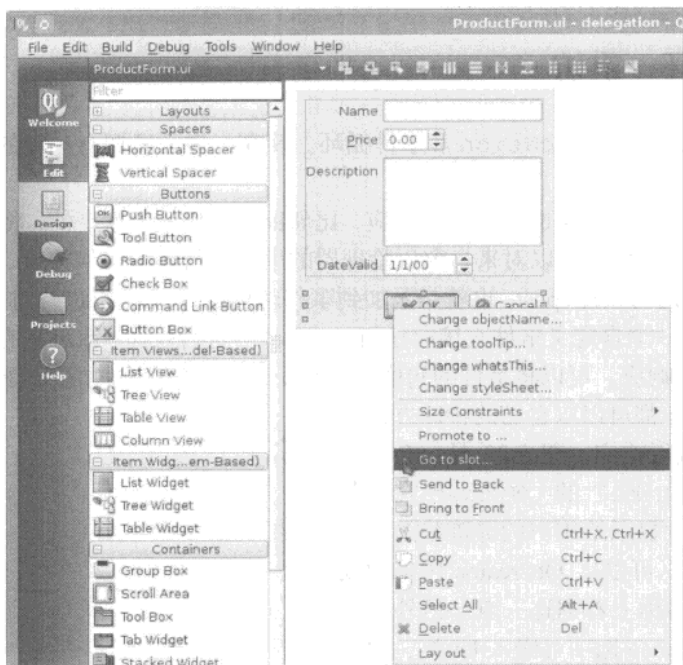 ProductForm.ui - delegation - Q
File Edit Build Debug Tools Window Help
ProductForm.ui
Filter
Welcome
Edit
Design
Debug
Projects
Help
Layouts
Spacers
Horizontal Spacer
Vertical Spacer
Buttons
OK Push Button
Tool Button
Radio Button
Check Box
Command Link Button
Button Box
Item Views...del-Based)
List View
Tree View
Table View
Column View
Item Widg...em-Based)
List Widget
Tree Widget
Table Widget
Containers
Group Box
Scroll Area
Tool Box
Tab Widget
Stacked Widget
Name
Price 0.00
Description
DateValid 1/1/00
OK Cancel
Change objectName...
Change toolTip...
Change whatsThis...
Change styleSheet...
Size Constraints
Promote to ...
Go to slot...
Send to Back
Bring to Front
Cut Ctrl+X, Ctrl+X
Copy Ctrl+C
Paste Ctrl+V
Select All Alt+A
Delete Del
Lay out